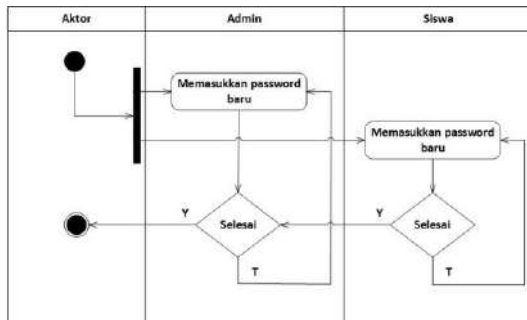 Aktor
Admin
Siswa
Memasukkan password
baru
Memasukkan password
baru
Y
Selesai
Y
Selesai
T
T